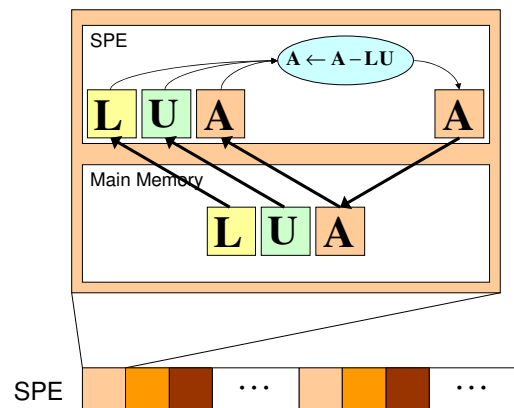 SPE
A ← A – LU
L U A A
Main Memory
L U A
SPE ... ...